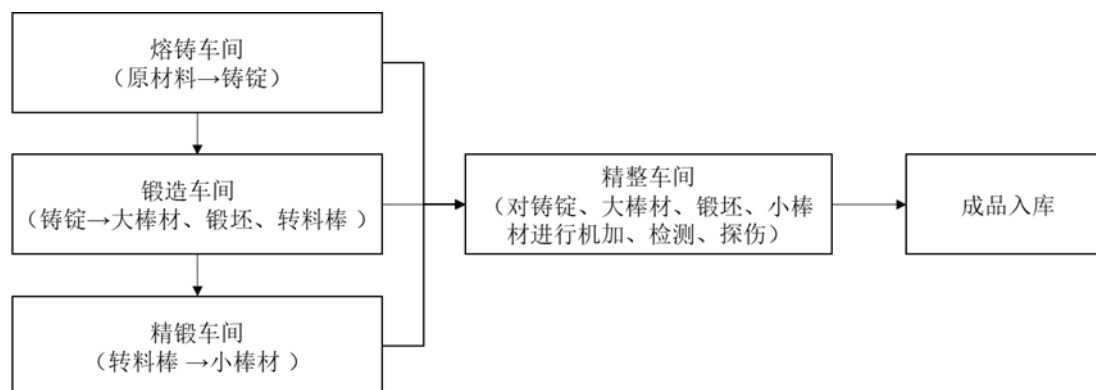 熔铸车间
（原材料→铸锭）
锻造车间
（铸锭→大棒材、锻坯、转料棒 ）
精锻车间
（转料棒 →小棒材 ）
精整车间
（对铸锭、大棒材、锻坯、小棒
材进行机加、检测、探伤）
成品入库